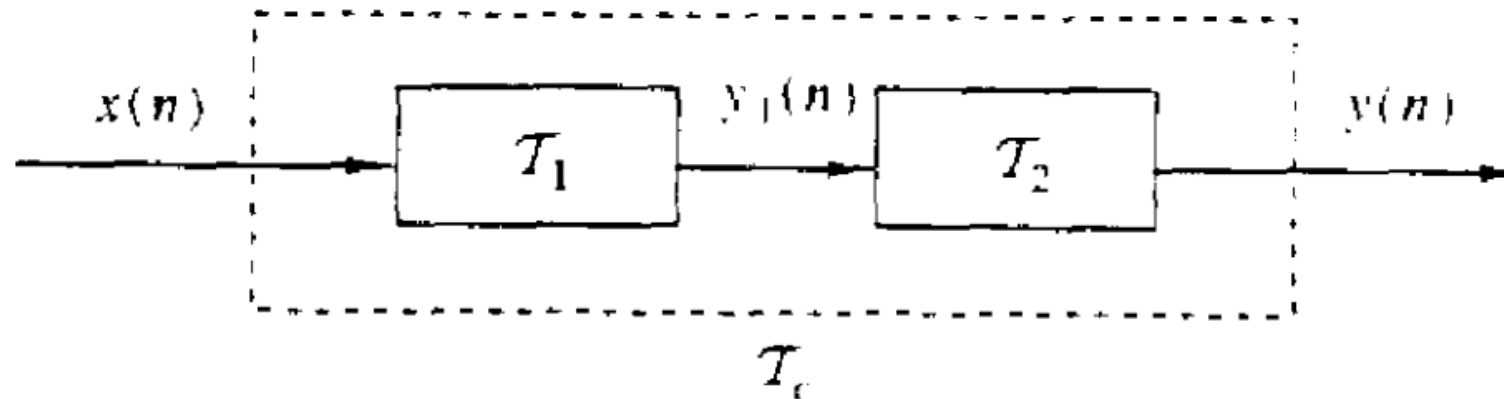 x(n)
𝒯₁
y₁(n)
𝒯₂
y(n)
𝒯c